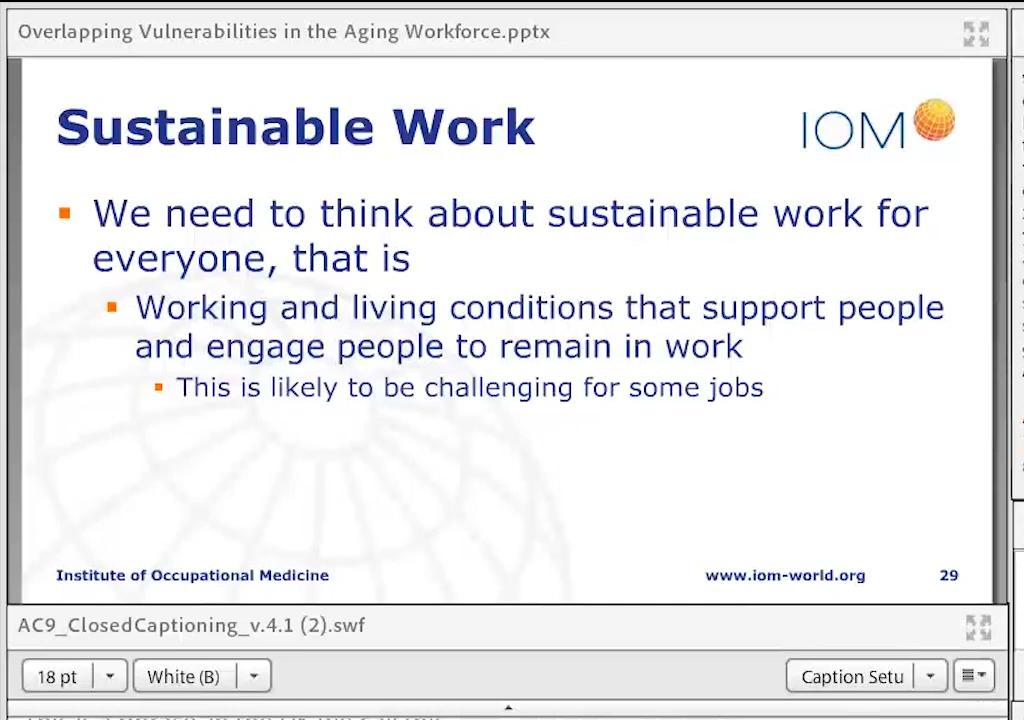 Overlapping Vulnerabilities in the Aging Workforce.pptx
Sustainable Work
IOM
We need to think about sustainable work for
everyone, that is
Working and living conditions that support people
and engage people to remain in work
This is likely to be challenging for some jobs
Institute of Occupational Medicine
www.iom-world.org
29
AC9_ClosedCaptioning_v.4.1 (2).swf
18 pt
White (B)
Caption Setu